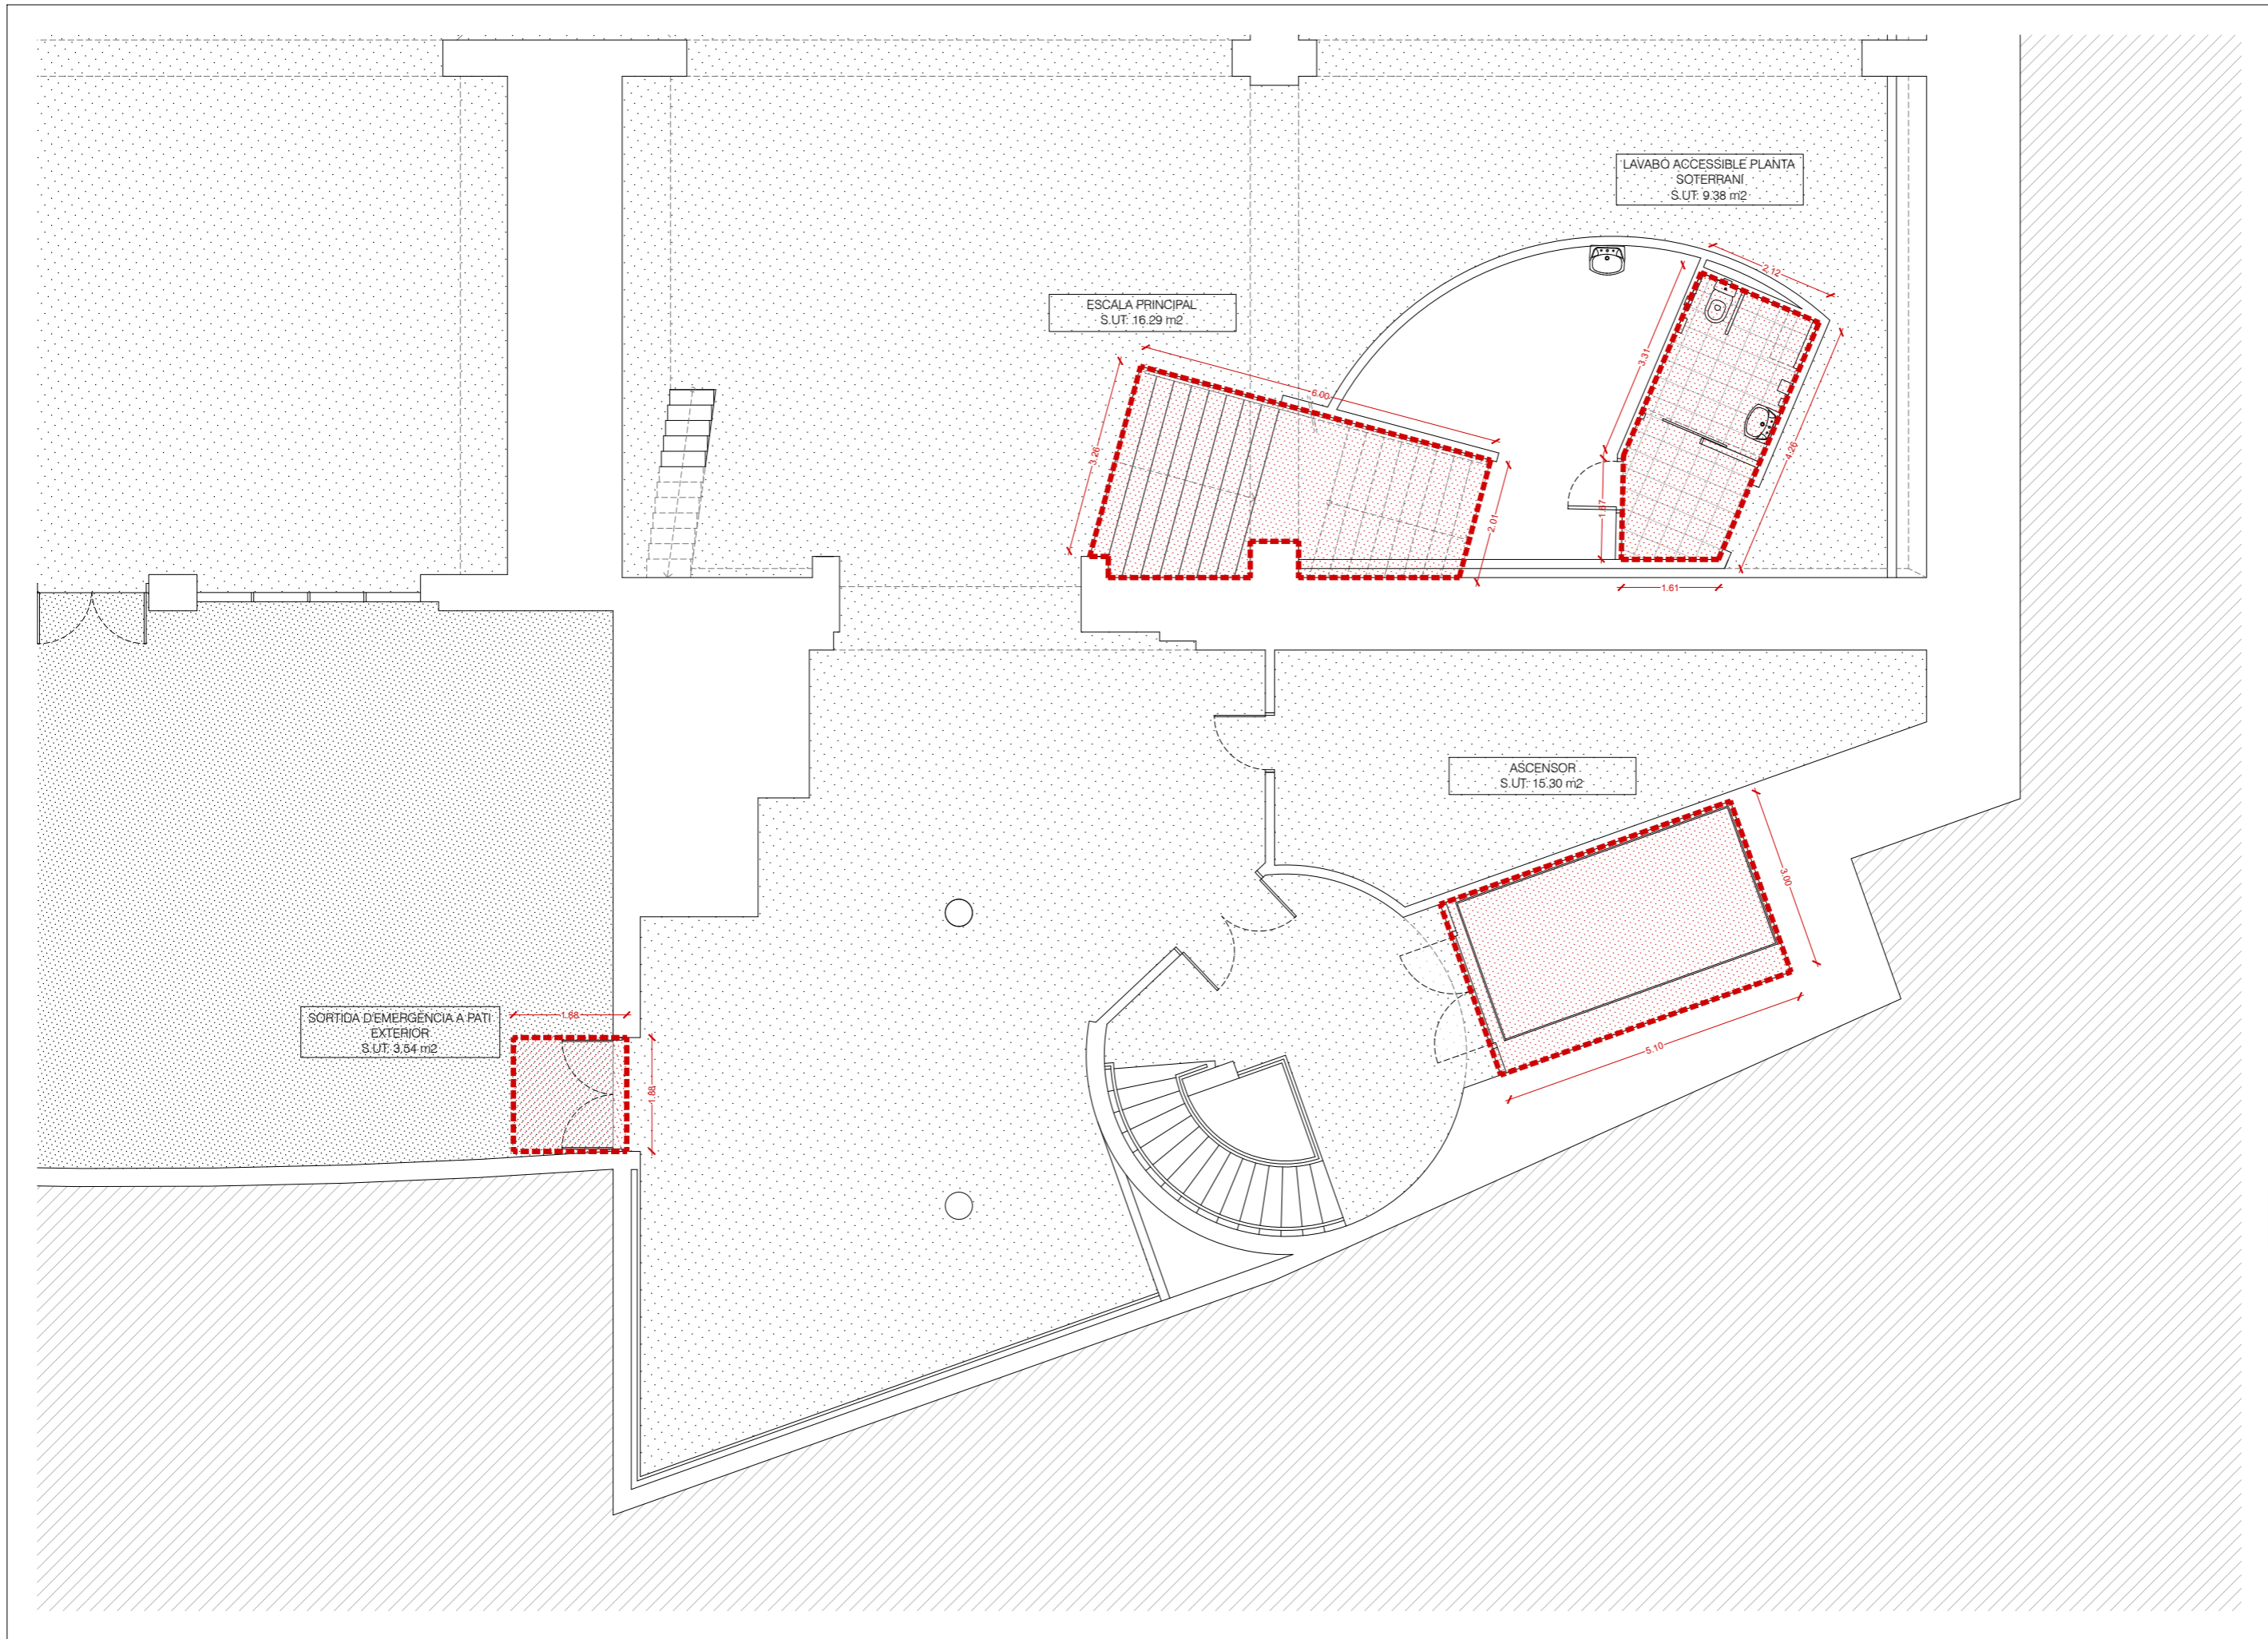 LAVABO ACCESSIBLE PLANTA
SOTERRANI
S.UT: 9.38 m2
2.12
ESCALA PRINCIPAL
S.UT: 16.29 m2
3.31
6.00
4.26
3.26
1.67
2.01
1.61
ASCENSOR
S.UT: 15.30 m2
3.00
SORTIDA D'EMERGÈNCIA A PATI
EXTERIOR
S.UT: 3.54 m2
1.88
1.88
5.10